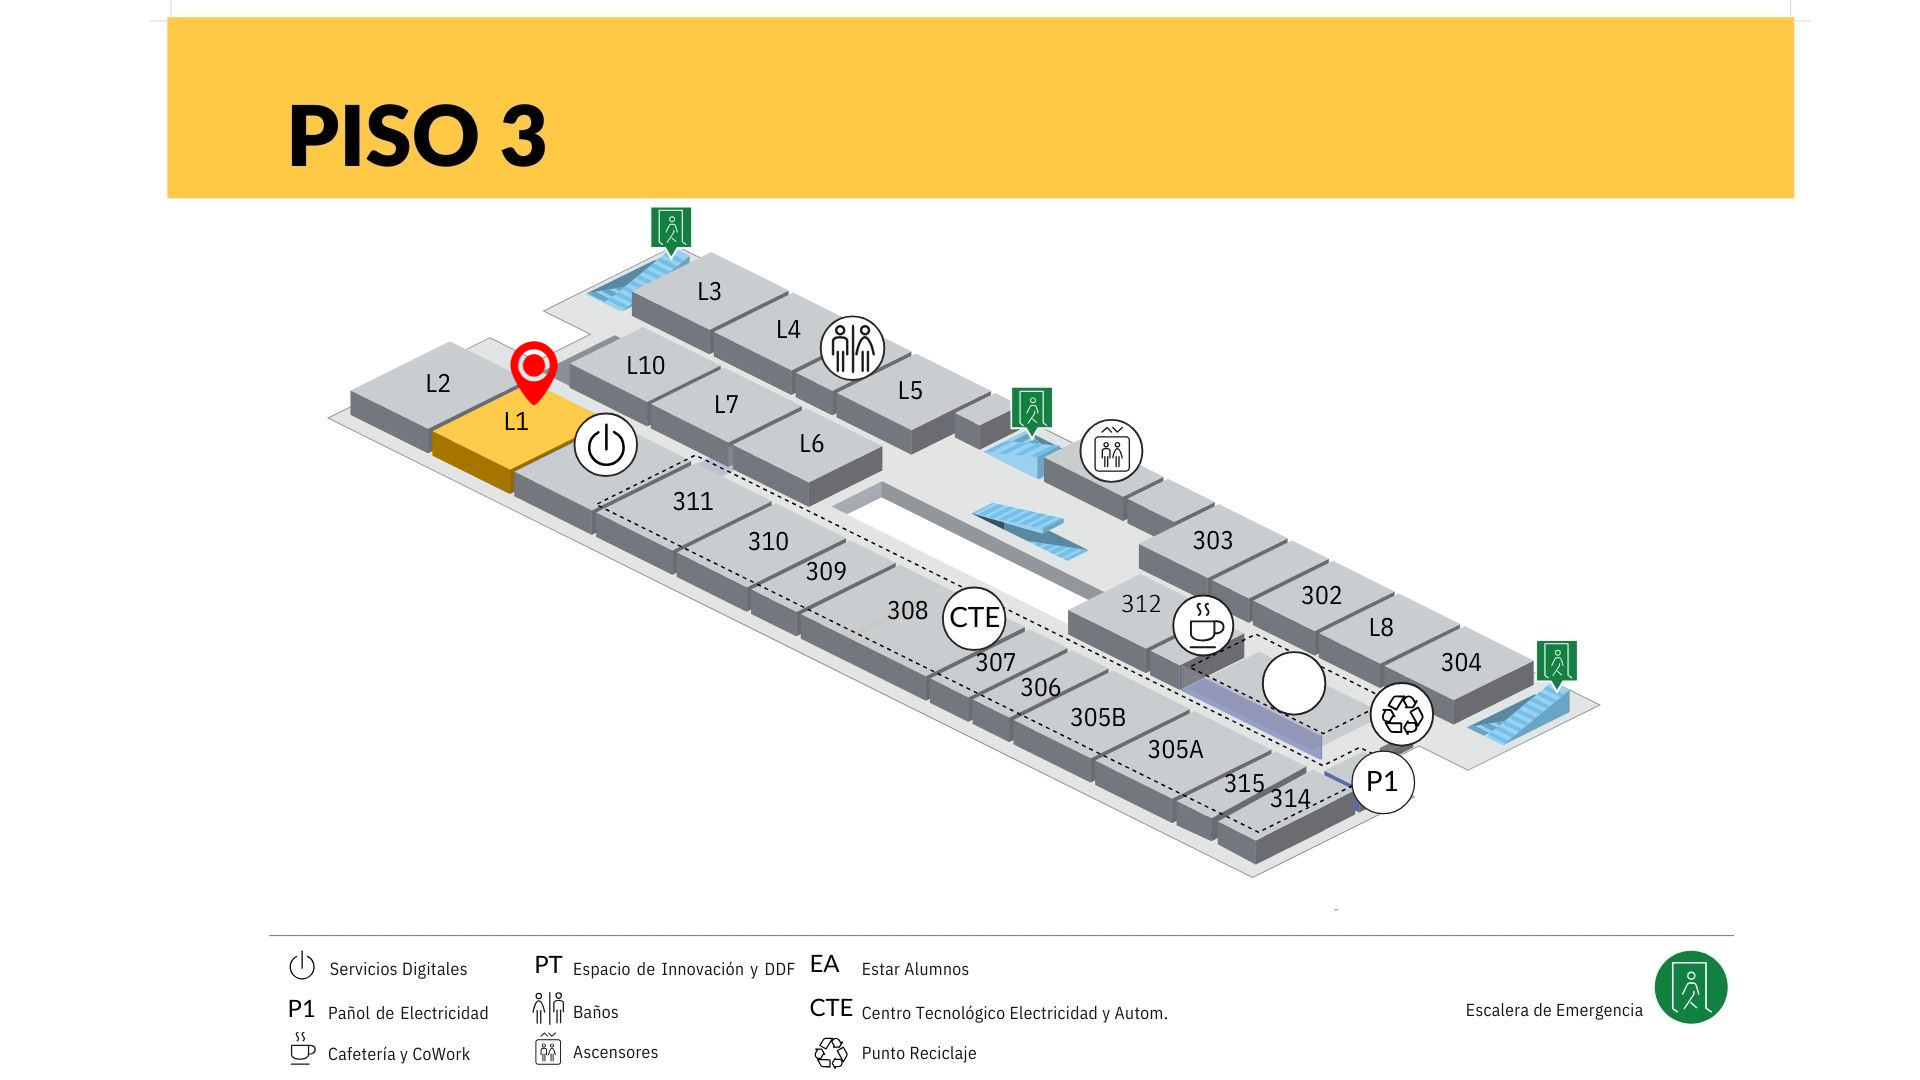 PISO 3
L3
L4
L10
L2
L5
L7
L1
L6
311
310
303
309
302
312
308
CTE
L8
307
304
306
305B
305A
P1
315
314
Servicios Digitales
PT Espacio de Innovación y DDF
EA Estar Alumnos
P1 Pañol de Electricidad
Baños
CTE Centro Tecnológico Electricidad y Autom.
Escalera de Emergencia
Cafetería y CoWork
Ascensores
Punto Reciclaje